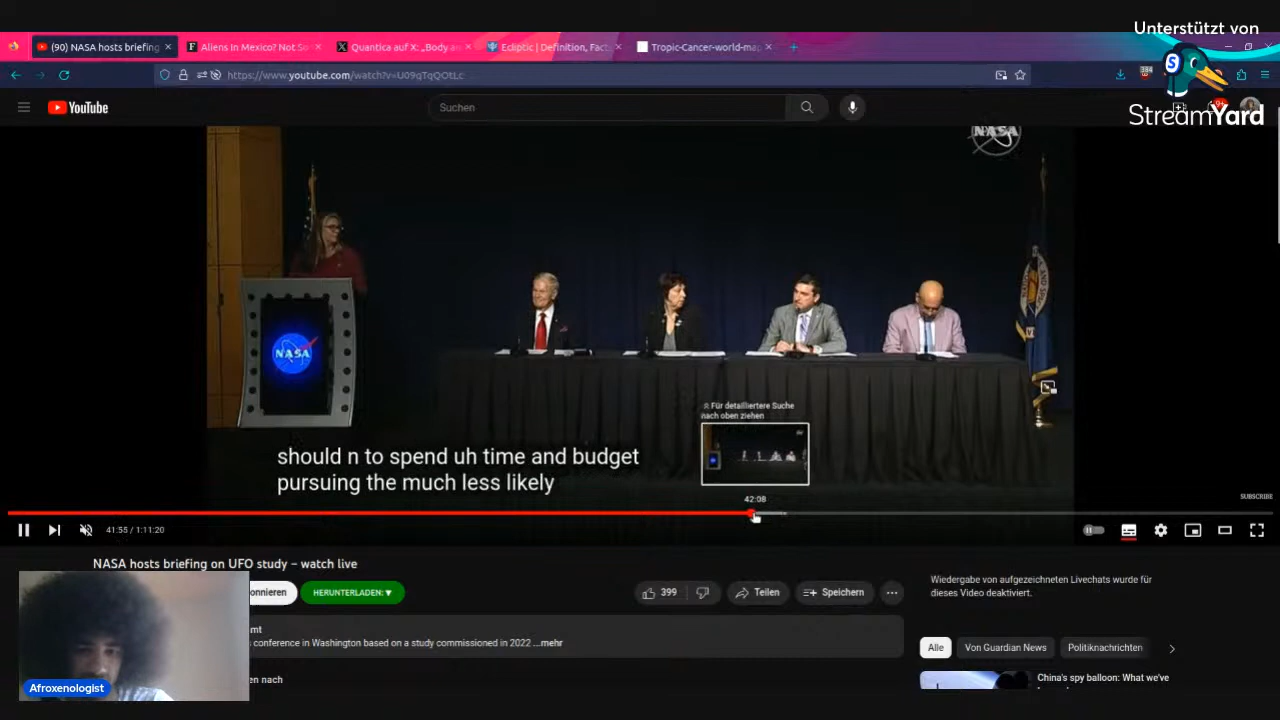 Unterstützt von
StreamYard
(90) NASA hosts briefing
Aliens In Mexico? Not So
Quantica auf X: „Body a
Ecliptic | Definition, Fact
Tropic-Cancer-world-ma
https://www.youtube.com/watch?v=U09qTqQOtLc
384
YouTube
Suchen
9+
NASA
NASA
Für detailliertere Suche
nach oben ziehen
should n to spend uh time and budget
pursuing the much less likely
42:08
SUBSCRIBE
41:55 / 1:11:20
NASA hosts briefing on UFO study – watch live
onnieren
HERUNTERLADEN: ▼
399
Teilen
Speichern
Wiedergabe von aufgezeichneten Livechats wurde für
dieses Video deaktiviert.
amt
conference in Washington based on a study commissioned in 2022 ...mehr
Alle
Von Guardian News
Politiknachrichten
en nach
China's spy balloon: What we've
Afroxenologist